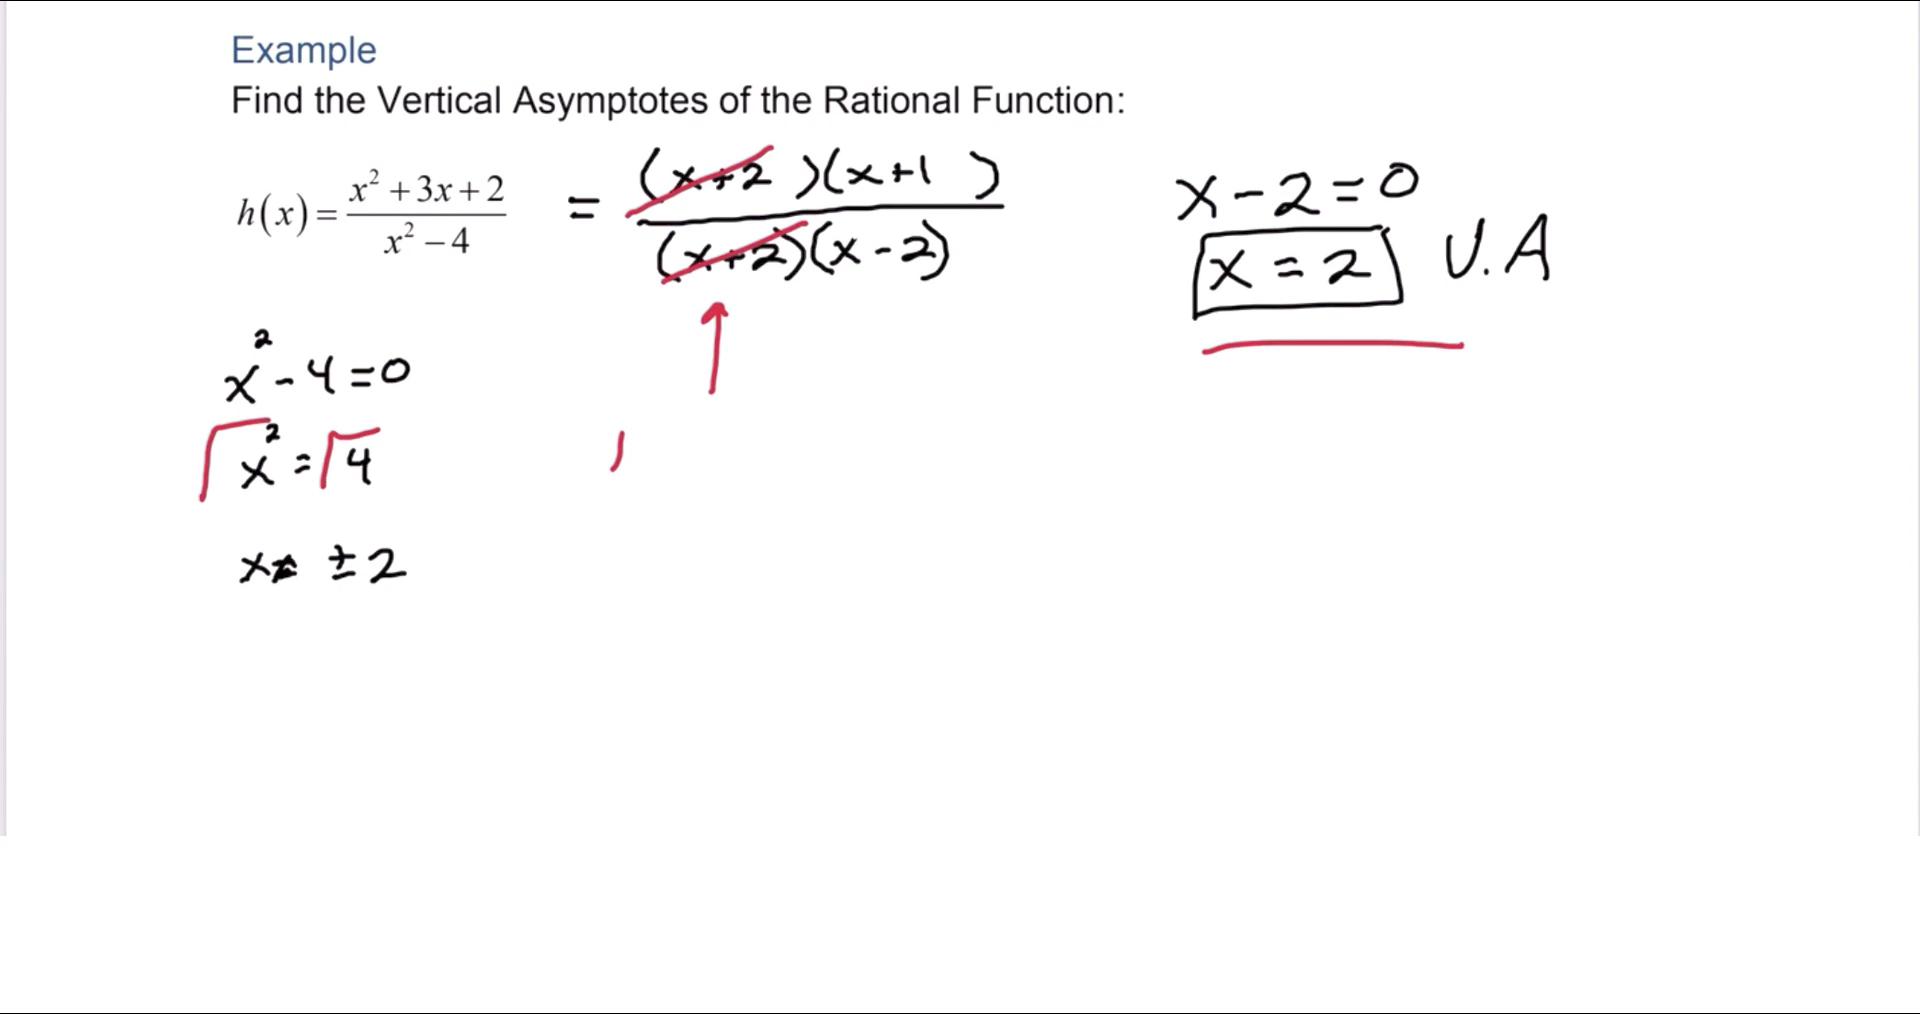 Example
Find the Vertical Asymptotes of the Rational Function:
h(x) = (x² + 3x + 2)/(x² − 4) = (x+2)(x+1)/(x+2)(x−2)
x − 2 = 0
x = 2 V.A
x² − 4 = 0
√x² = √4
x ≠ ±2